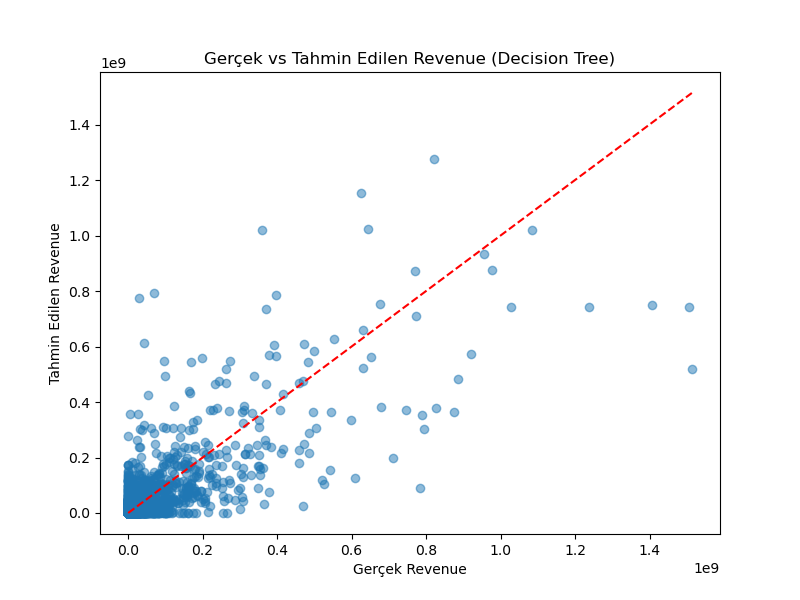 Gerçek vs Tahmin Edilen Revenue (Decision Tree)
1e9
1.4
1.2
1.0
0.8
0.6
0.4
0.2
0.0
Tahmin Edilen Revenue
0.0 0.2 0.4 0.6 0.8 1.0 1.2 1.4
1e9
Gerçek Revenue